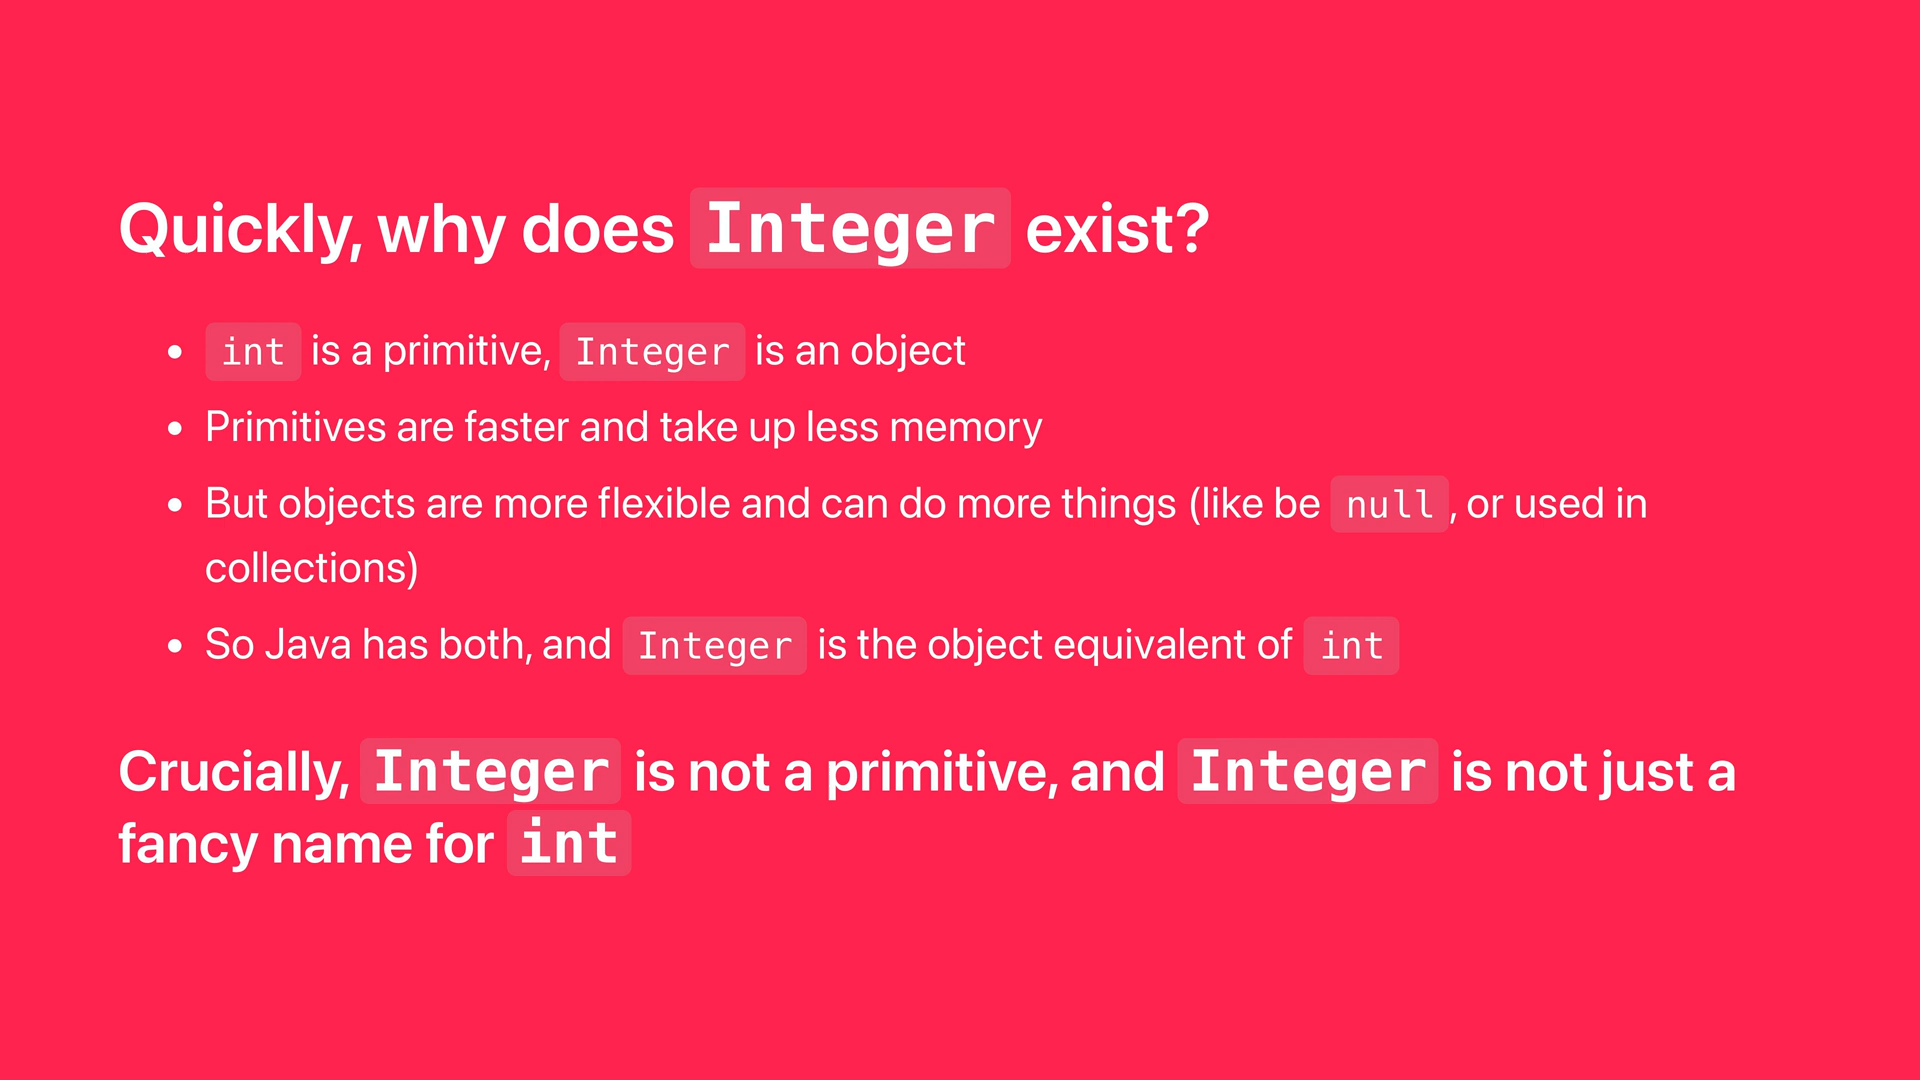 Quickly, why does Integer exist?
• int is a primitive, Integer is an object
• Primitives are faster and take up less memory
• But objects are more flexible and can do more things (like be null, or used in
collections)
• So Java has both, and Integer is the object equivalent of int
Crucially, Integer is not a primitive, and Integer is not just a
fancy name for int